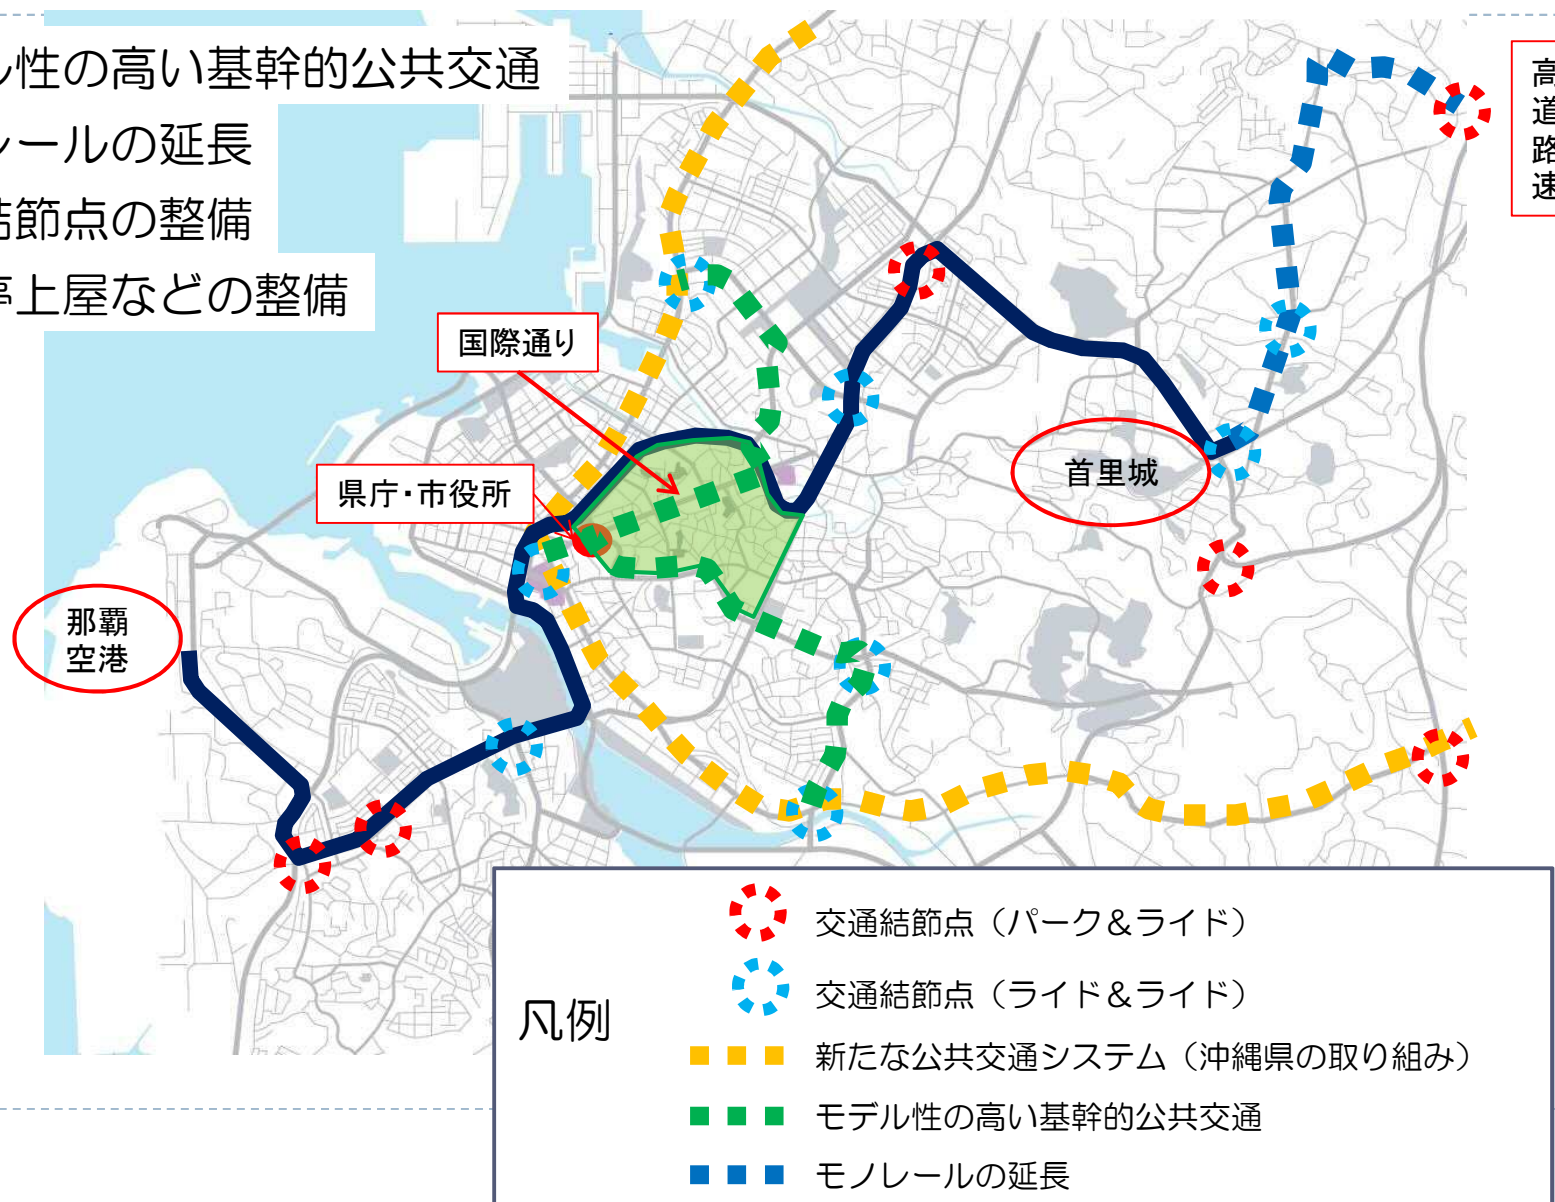 ル性の高い基幹的公共交通
レールの延長
結節点の整備
亭上屋などの整備
高
道
路
速
国際通り
県庁・市役所
首里城
那覇
空港
凡例
交通結節点（パーク＆ライド）
交通結節点（ライド＆ライド）
新たな公共交通システム（沖縄県の取り組み）
モデル性の高い基幹的公共交通
モノレールの延長